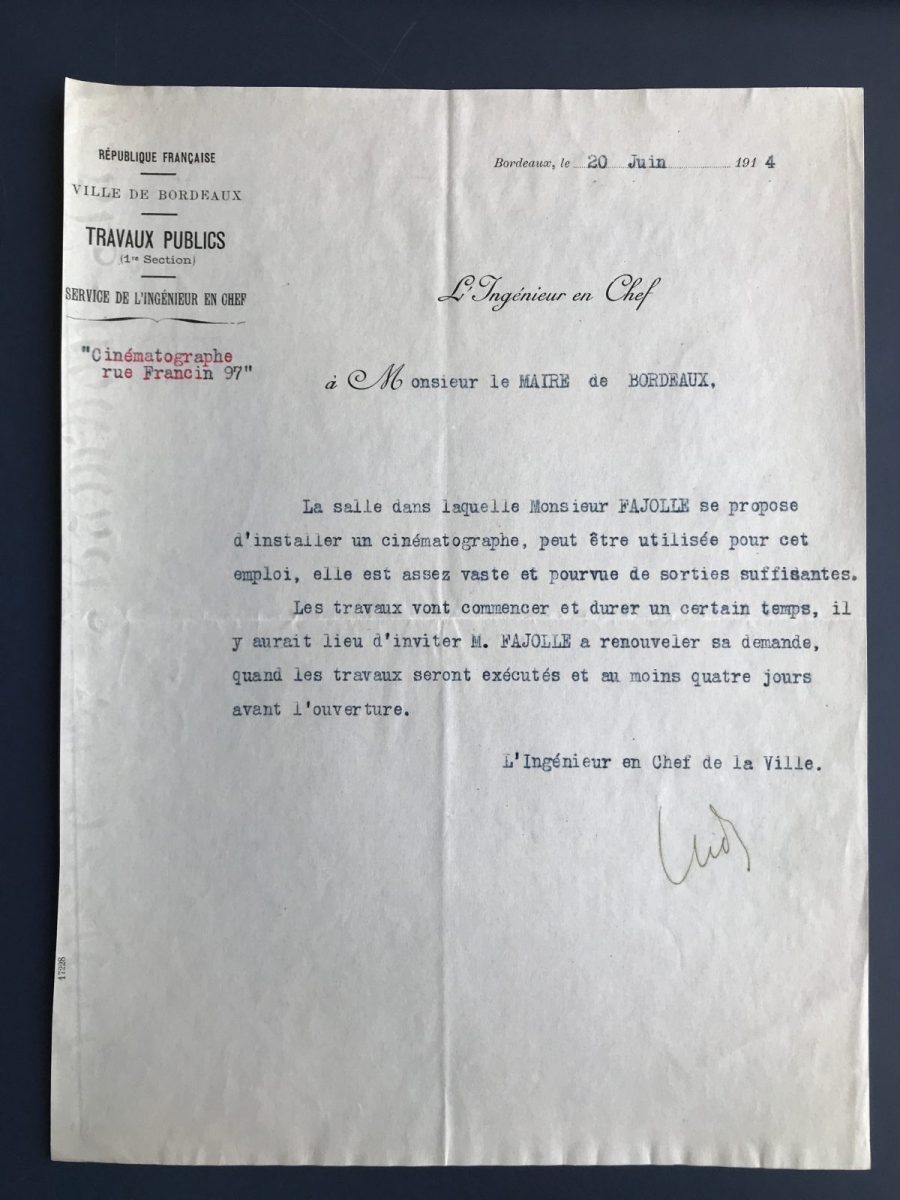 RÉPUBLIQUE FRANÇAISE
VILLE DE BORDEAUX
TRAVAUX PUBLICS
(1re Section)
SERVICE DE L'INGÉNIEUR EN CHEF
"Cinématographe
rue Francin 97"
Bordeaux, le 20 Juin 1914
L'Ingénieur en Chef
à Monsieur le MAIRE de BORDEAUX,
La salle dans laquelle Monsieur FAJOLLE se propose
d'installer un cinématographe, peut être utilisée pour cet
emploi, elle est assez vaste et pourvue de sorties suffisantes.
Les travaux vont commencer et durer un certain temps, il
y aurait lieu d'inviter M. FAJOLLE a renouveler sa demande,
quand les travaux seront exécutés et au moins quatre jours
avant l'ouverture.
L'Ingénieur en Chef de la Ville.
17228